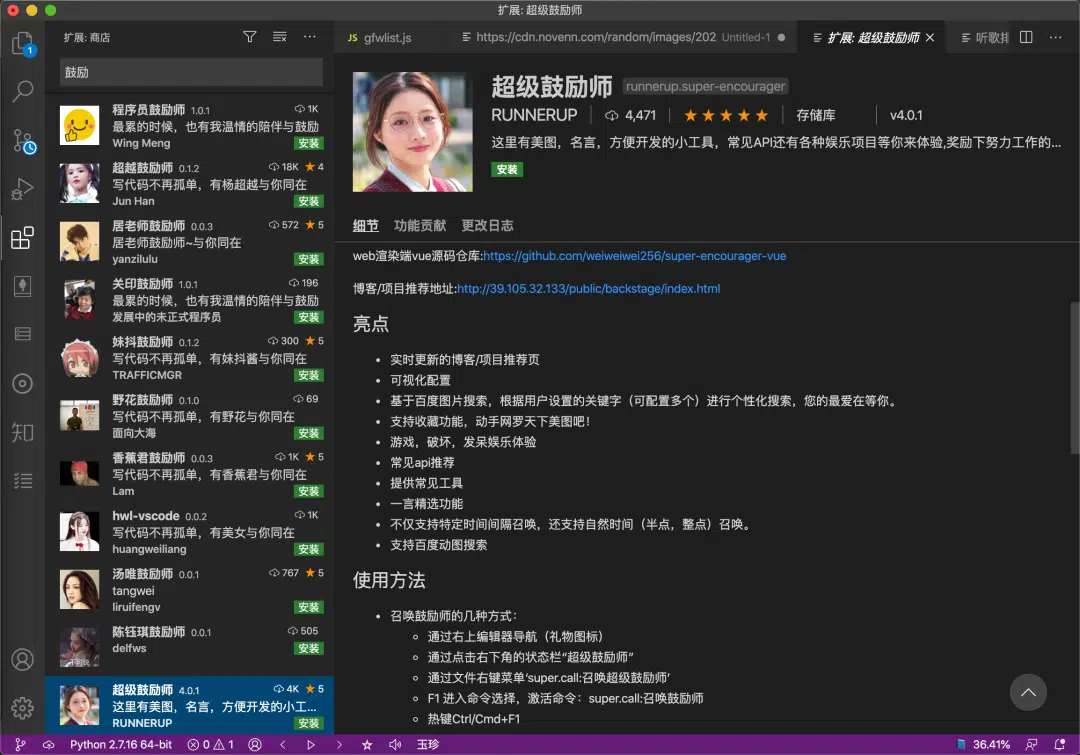 扩展: 超级鼓励师
扩展: 商店
鼓励
程序员鼓励师 1.0.1 1K
最累的时候，也有我温情的陪伴与鼓励
Wing Meng 安装
超越鼓励师 0.1.2 18K ★ 4
写代码不再孤单，有杨超越与你同在
Jun Han 安装
居老师鼓励师 0.0.3 572 ★ 5
居老师鼓励师~与你同在
yanzilulu 安装
关印鼓励师 1.0.1 196
最累的时候，也有我温情的陪伴与鼓励
发展中的未正式程序员 安装
妹抖鼓励师 0.1.2 300 ★ 5
写代码不再孤单，有妹抖酱与你同在
TRAFFICMGR 安装
野花鼓励师 0.1.0 69
写代码不再孤单，有野花与你同在
面向大海 安装
香蕉君鼓励师 0.0.3 1K ★ 5
写代码不再孤单，有香蕉君与你同在
Lam 安装
hwl-vscode 0.0.2 1K
写代码不再孤单，有美女与你同在
huangweiliang 安装
汤唯鼓励师 0.0.1 767 ★ 5
tangwei
liruifengv 安装
陈钰琪鼓励师 0.0.1 505
delfws 安装
超级鼓励师 4.0.1 4K ★ 5
这里有美图，名言，方便开发的小工...
RUNNERUP 安装
JS gfwlist.js
https://cdn.novenn.com/random/images/202 Untitled-1
扩展: 超级鼓励师
听歌排
超级鼓励师 runnerup.super-encourager
RUNNERUP 4,471 ★★★★★ 存储库 v4.0.1
这里有美图，名言，方便开发的小工具，常见API还有各种娱乐项目等你来体验,奖励下努力工作的...
安装
细节 功能贡献 更改日志
web渲染端vue源码仓库:https://github.com/weiweiwei256/super-encourager-vue
博客/项目推荐地址:http://39.105.32.133/public/backstage/index.html
亮点
• 实时更新的博客/项目推荐页
• 可视化配置
• 基于百度图片搜索，根据用户设置的关键字（可配置多个）进行个性化搜索，您的最爱在等你。
• 支持收藏功能，动手网罗天下美图吧！
• 游戏，破坏，发呆娱乐体验
• 常见api推荐
• 提供常见工具
• 一言精选功能
• 不仅支持特定时间间隔召唤，还支持自然时间（半点，整点）召唤。
• 支持百度动图搜索
使用方法
• 召唤鼓励师的几种方式：
◦ 通过右上编辑器导航（礼物图标）
◦ 通过点击右下角的状态栏“超级鼓励师”
◦ 通过文件右键菜单‘super.call:召唤超级鼓励师’
◦ F1 进入命令选择，激活命令：super.call:召唤鼓励师
◦ 热键Ctrl/Cmd+F1
1
知
Python 2.7.16 64-bit 0 1 玉珍 36.41%